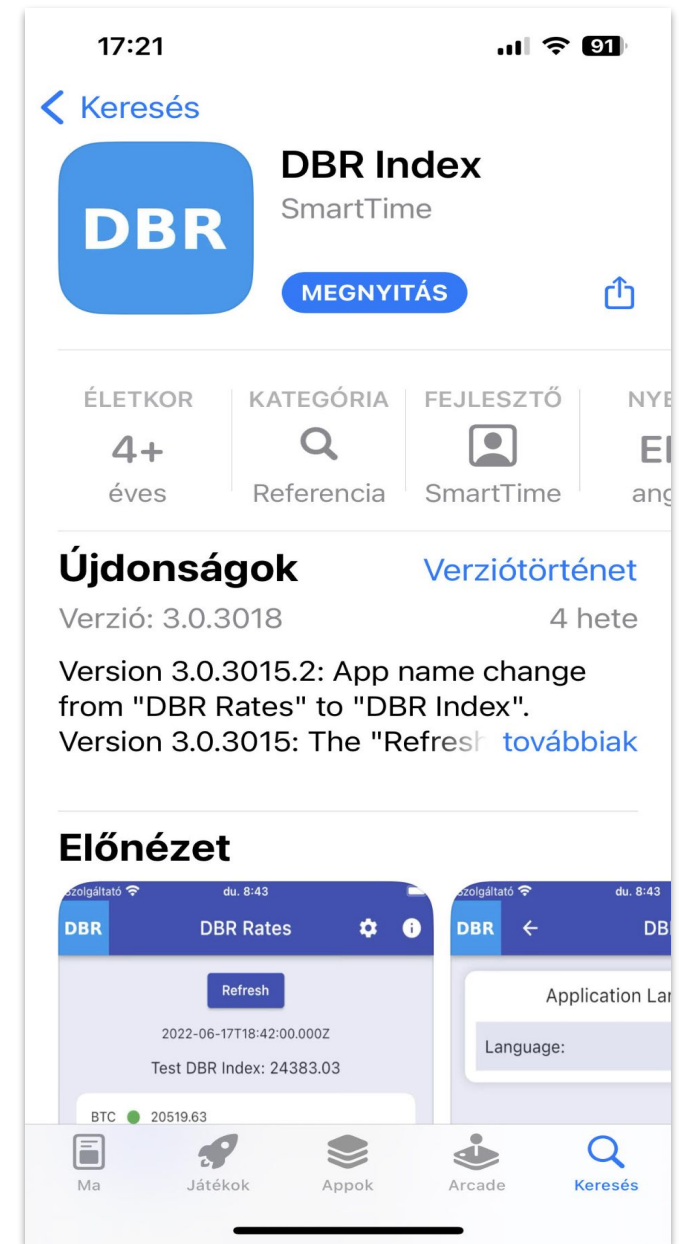 17:21
91
Keresés
DBR
DBR Index
SmartTime
MEGNYITÁS
ÉLETKOR
4+
éves
KATEGÓRIA
Referencia
FEJLESZTŐ
SmartTime
Újdonságok
Verziótörténet
Verzió: 3.0.3018
4 hete
Version 3.0.3015.2: App name change
from "DBR Rates" to "DBR Index".
Version 3.0.3015: The "Refresh továbbiak
Előnézet
szolgáltató
du. 8:43
DBR
DBR Rates
Refresh
2022-06-17T18:42:00.000Z
Test DBR Index: 24383.03
BTC
20519.63
szolgáltató
du. 8:43
DBR
Application
Language:
Ma
Játékok
Appok
Arcade
Keresés